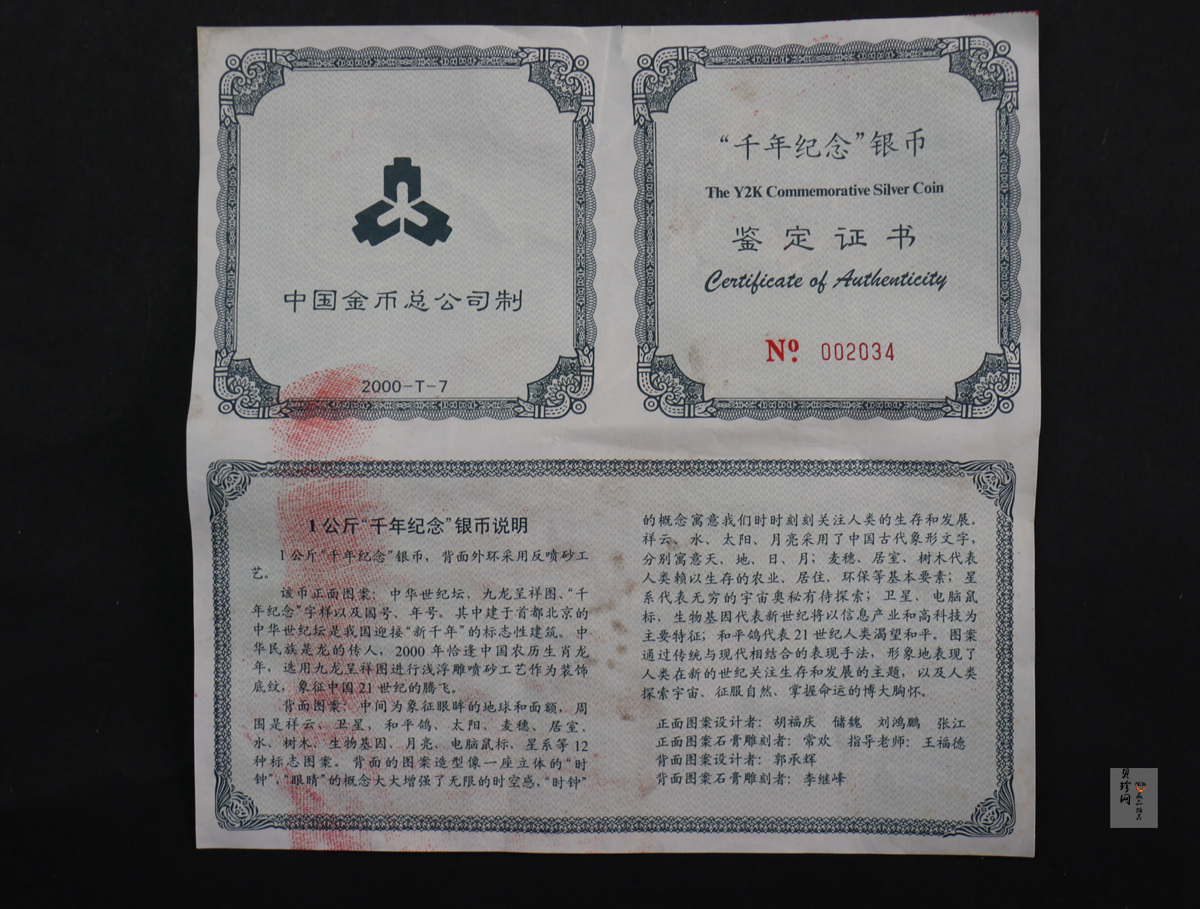 中国金币总公司制
2000-T-7
“千年纪念”银币
The Y2K Commemorative Silver Coin
鉴定证书
Certificate of Authenticity
Nº 002034
1公斤“千年纪念”银币说明
1公斤“千年纪念”银币，背面外环采用反喷砂工
艺。
该币正面图案：中华世纪坛、九龙呈祥图、“千
年纪念”字样以及国号、年号。其中建于首都北京的
中华世纪坛是我国迎接“新千年”的标志性建筑。中
华民族是龙的传人，2000年恰逢中国农历生肖龙
年，选用九龙呈祥图进行浅浮雕喷砂工艺作为装饰
底纹，象征中国21世纪的腾飞。
背面图案：中间为象征眼眸的地球和面额，周
围是祥云、卫星，和平鸽、太阳、麦穗、居室、
水、树木、生物基因、月亮、电脑鼠标，星系等12
种标志图案。背面的图案造型像一座立体的“时
钟”，“眼睛”的概念大大增强了无限的时空感，“时钟”
的概念寓意我们时时刻刻关注人类的生存和发展。
祥云、水、太阳、月亮采用了中国古代象形文字，
分别寓意天、地、日、月；麦穗、居室、树木代表
人类赖以生存的农业、居住、环保等基本要素；星
系代表无穷的宇宙奥秘有待探索；卫星、电脑鼠
标、生物基因代表新世纪将以信息产业和高科技为
主要特征；和平鸽代表21世纪人类渴望和平。图案
通过传统与现代相结合的表现手法，形象地表现了
人类在新的世纪关注生存和发展的主题，以及人类
探索宇宙、征服自然、掌握命运的博大胸怀。
正面图案设计者：胡福庆 储魏 刘鸿鹏 张江
正面图案石膏雕刻者：常欢 指导老师：王福德
背面图案设计者：郭承辉
背面图案石膏雕刻者：李继峰